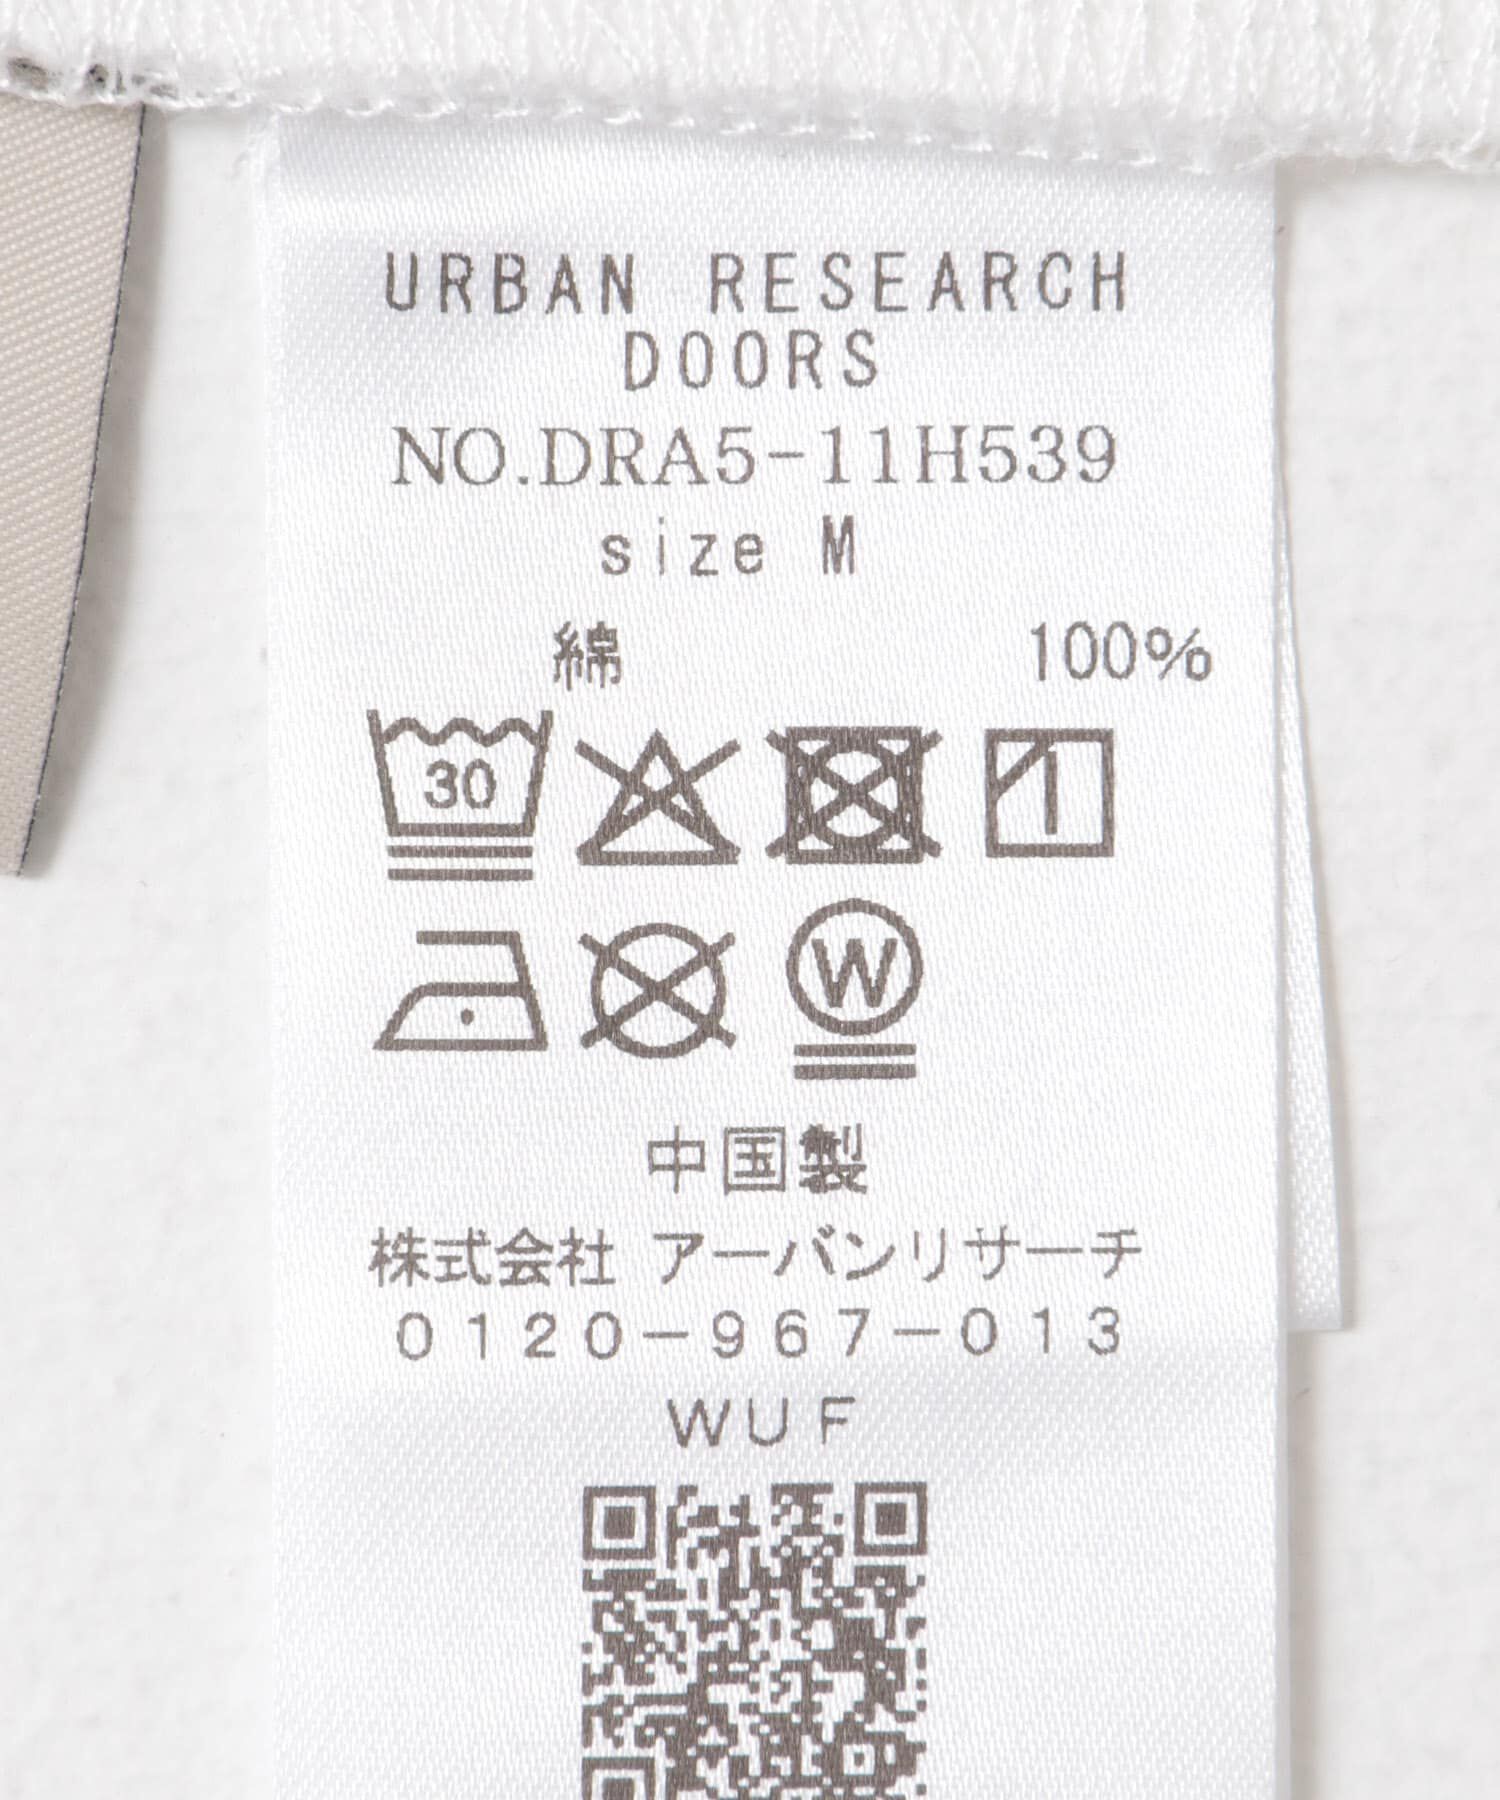 URBAN RESEARCH
DOORS
NO.DRA5-11H539
size M
綿 100%
30
W
中国製
株式会社 アーバンリサーチ
0120-967-013
WUF